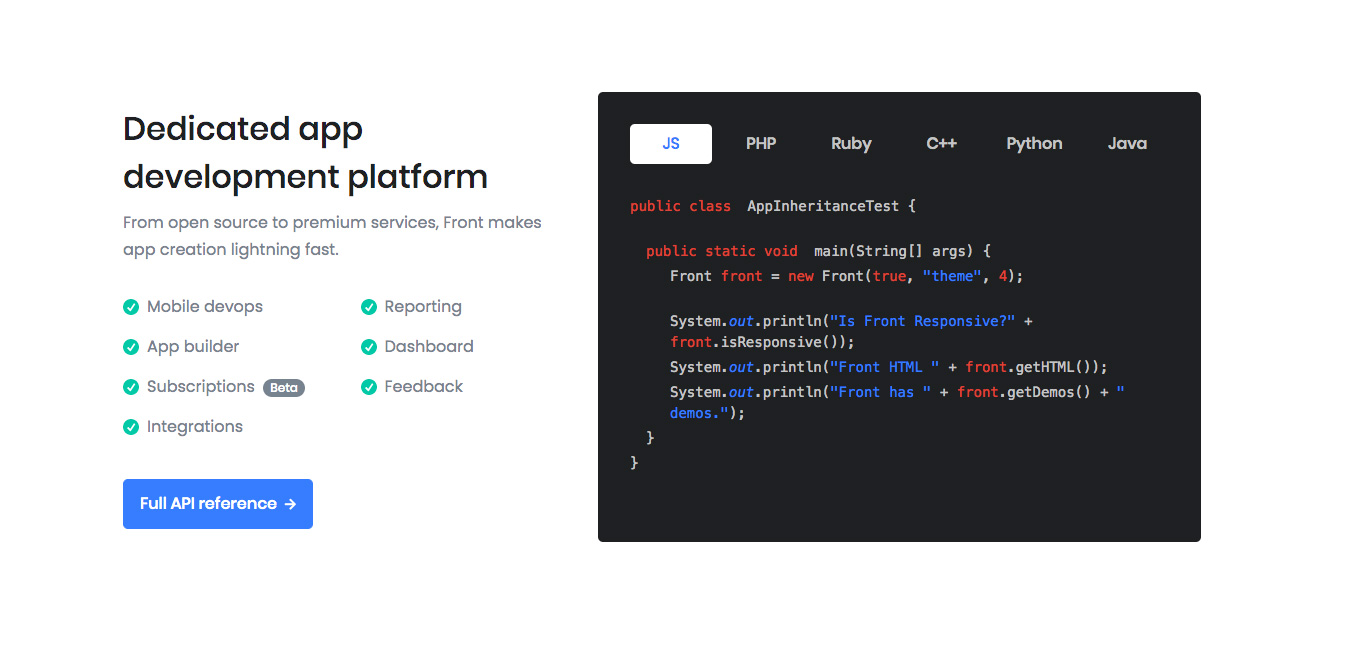 Dedicated app
development platform
From open source to premium services, Front makes
app creation lightning fast.
Mobile devops
App builder
Subscriptions Beta
Integrations
Reporting
Dashboard
Feedback
Full API reference →
JS PHP Ruby C++ Python Java
public class AppInheritanceTest {
public static void main(String[] args) {
Front front = new Front(true, "theme", 4);
System.out.println("Is Front Responsive?" +
front.isResponsive());
System.out.println("Front HTML " + front.getHTML());
System.out.println("Front has " + front.getDemos() + "
demos.");
}
}